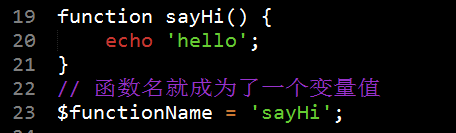 19 function sayHi() {
20     echo 'hello';
21 }
22 // 函数名就成为了一个变量值
23 $functionName = 'sayHi';